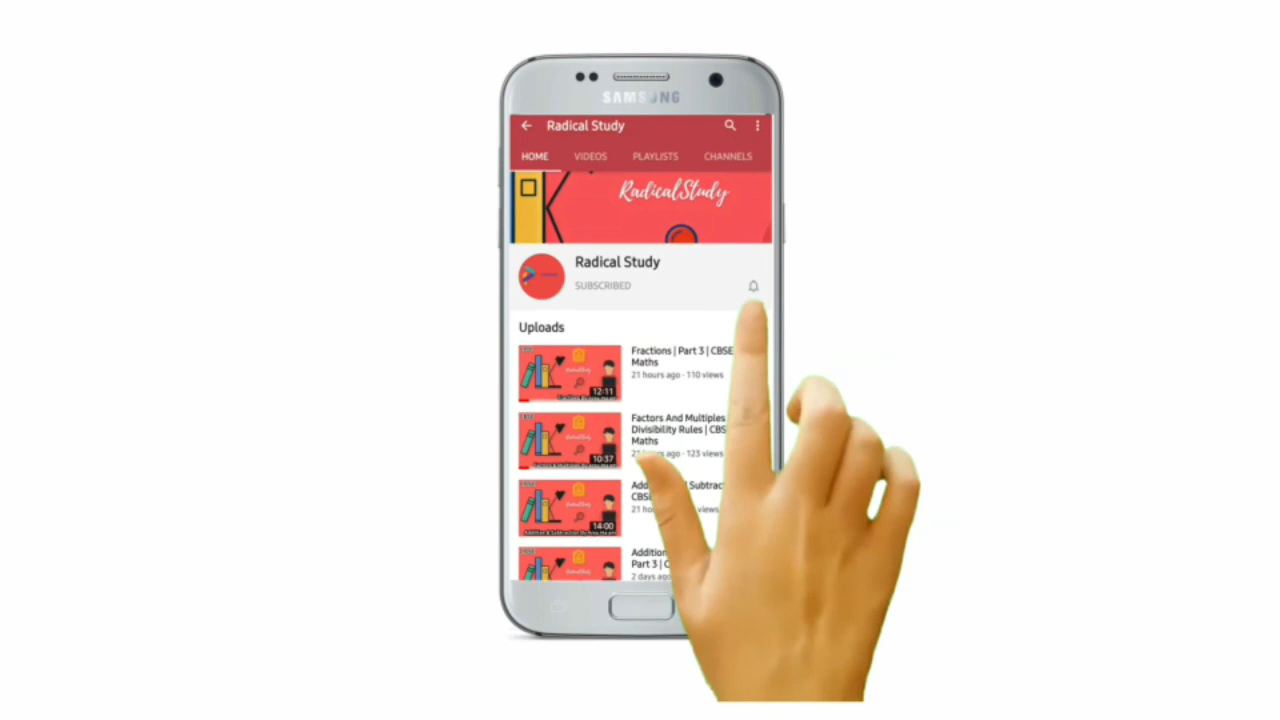 SAMSUNG
Radical Study
HOME VIDEOS PLAYLISTS CHANNELS
RadicalStudy
Radical Study
SUBSCRIBED
Uploads
Fractions | Part 3 | CBSE
Maths
21 hours ago · 110 views
12:11
Factors And Multiples
Divisibility Rules | CBS
Maths
ago · 123 views
10:37
Subtrac
CBS
views
14:00
Addition
Part 3 |
2 days ago